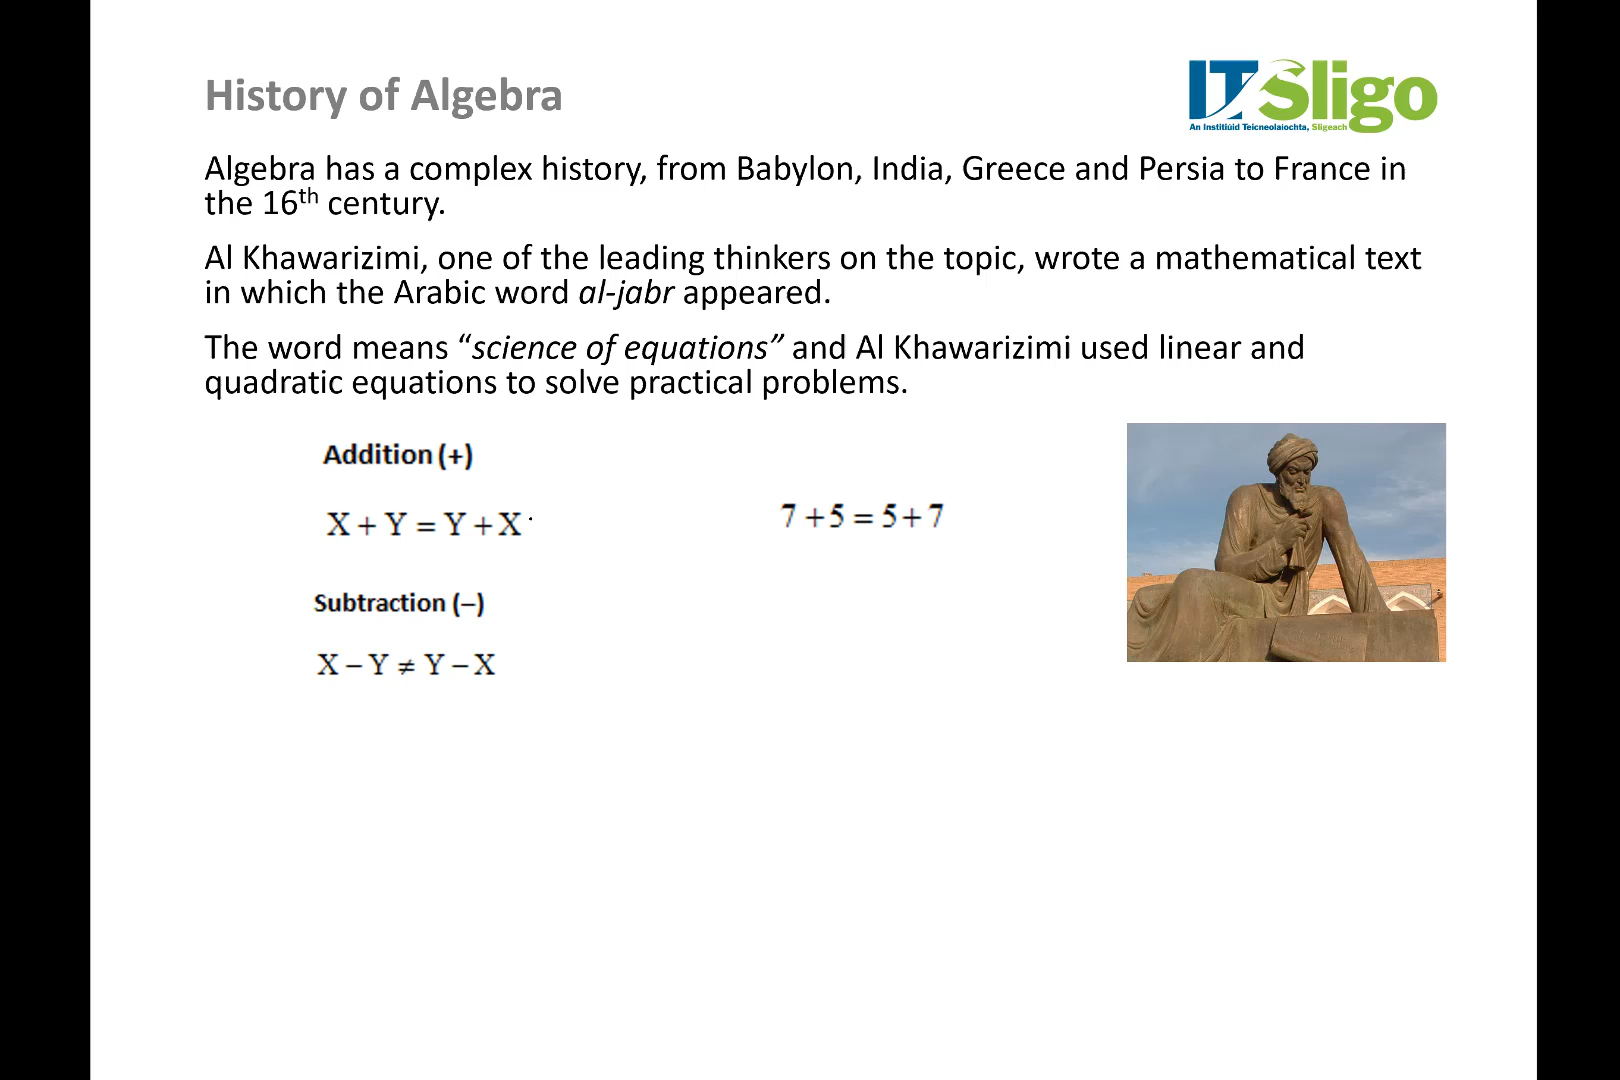 History of Algebra
IT Sligo
An Institiúid Teicneolaíochta, Sligeach
Algebra has a complex history, from Babylon, India, Greece and Persia to France in
the 16th century.
Al Khawarizimi, one of the leading thinkers on the topic, wrote a mathematical text
in which the Arabic word al-jabr appeared.
The word means “science of equations” and Al Khawarizimi used linear and
quadratic equations to solve practical problems.
Addition (+)
X + Y = Y + X
7 + 5 = 5 + 7
Subtraction (–)
X – Y ≠ Y – X